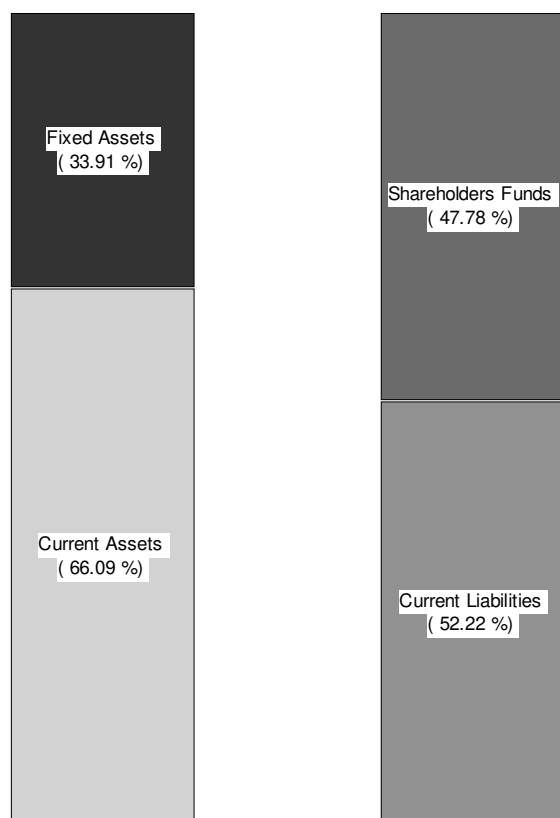 Fixed Assets
( 33.91 %)
Shareholders Funds
( 47.78 %)
Current Assets
( 66.09 %)
Current Liabilities
( 52.22 %)